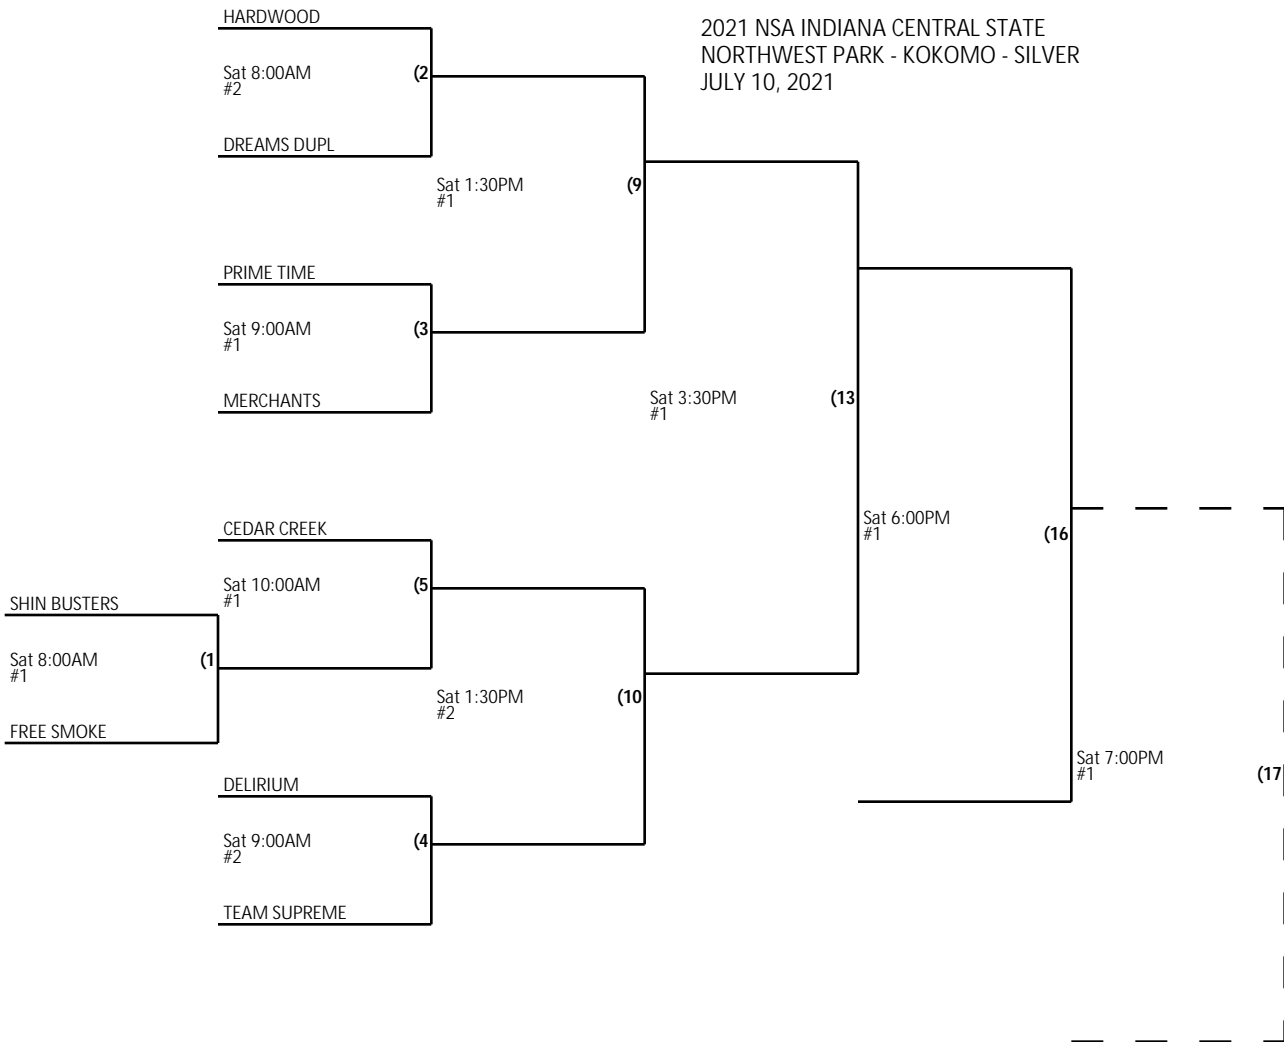 HARDWOOD
2021 NSA INDIANA CENTRAL STATE
NORTHWEST PARK - KOKOMO - SILVER
JULY 10, 2021
Sat 8:00AM
#2
(2
DREAMS DUPL
Sat 1:30PM
#1
(9
PRIME TIME
Sat 9:00AM
#1
(3
MERCHANTS
Sat 3:30PM
#1
(13
CEDAR CREEK
Sat 6:00PM
#1
(16
Sat 10:00AM
#1
(5
SHIN BUSTERS
Sat 8:00AM
#1
(1
Sat 1:30PM
#2
(10
FREE SMOKE
Sat 7:00PM
#1
(17
DELIRIUM
Sat 9:00AM
#2
(4
TEAM SUPREME